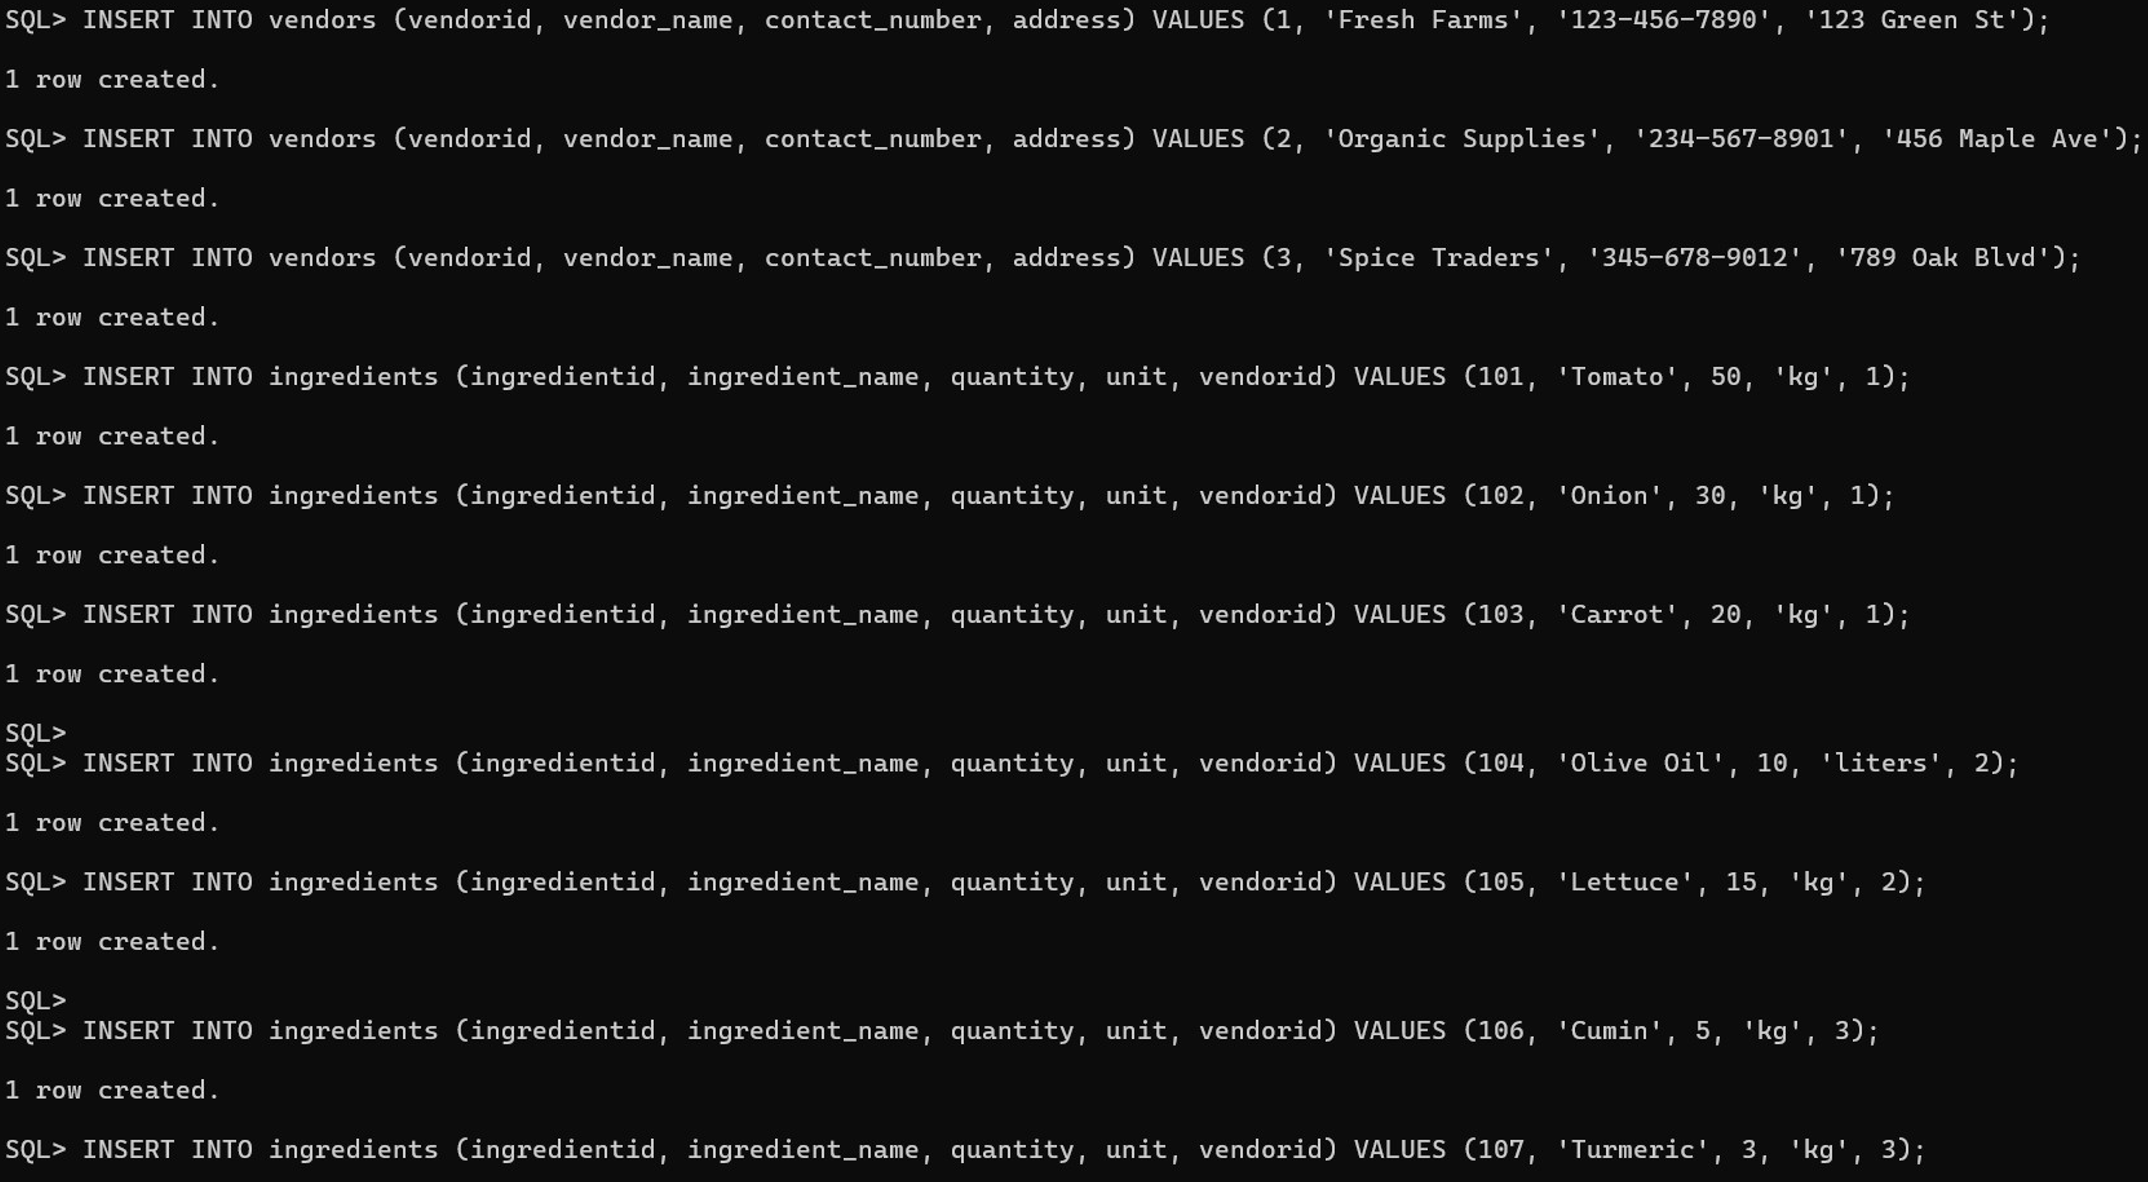 SQL> INSERT INTO vendors (vendorid, vendor_name, contact_number, address) VALUES (1, 'Fresh Farms', '123-456-7890', '123 Green St');
1 row created.
SQL> INSERT INTO vendors (vendorid, vendor_name, contact_number, address) VALUES (2, 'Organic Supplies', '234-567-8901', '456 Maple Ave');
1 row created.
SQL> INSERT INTO vendors (vendorid, vendor_name, contact_number, address) VALUES (3, 'Spice Traders', '345-678-9012', '789 Oak Blvd');
1 row created.
SQL> INSERT INTO ingredients (ingredientid, ingredient_name, quantity, unit, vendorid) VALUES (101, 'Tomato', 50, 'kg', 1);
1 row created.
SQL> INSERT INTO ingredients (ingredientid, ingredient_name, quantity, unit, vendorid) VALUES (102, 'Onion', 30, 'kg', 1);
1 row created.
SQL> INSERT INTO ingredients (ingredientid, ingredient_name, quantity, unit, vendorid) VALUES (103, 'Carrot', 20, 'kg', 1);
1 row created.
SQL>
SQL> INSERT INTO ingredients (ingredientid, ingredient_name, quantity, unit, vendorid) VALUES (104, 'Olive Oil', 10, 'liters', 2);
1 row created.
SQL> INSERT INTO ingredients (ingredientid, ingredient_name, quantity, unit, vendorid) VALUES (105, 'Lettuce', 15, 'kg', 2);
1 row created.
SQL>
SQL> INSERT INTO ingredients (ingredientid, ingredient_name, quantity, unit, vendorid) VALUES (106, 'Cumin', 5, 'kg', 3);
1 row created.
SQL> INSERT INTO ingredients (ingredientid, ingredient_name, quantity, unit, vendorid) VALUES (107, 'Turmeric', 3, 'kg', 3);